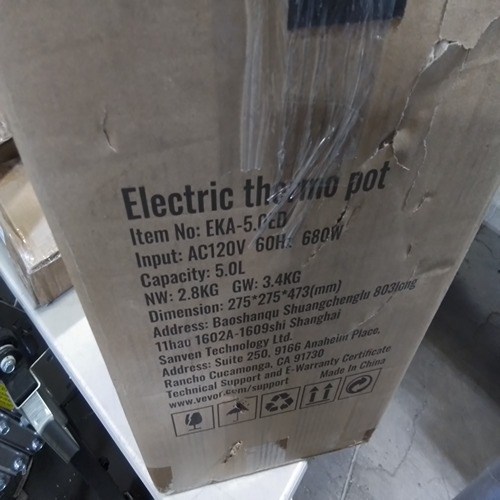 Electric thermo pot
Item No: EKA-5.0ED
Input: AC120V 60Hz 680W
Capacity: 5.0L
NW: 2.8KG GW: 3.4KG
Dimension: 275*275*473(mm)
Address: Baoshanqu Shuangchenglu 803long
11hau 1602A-1609shi Shanghai
Sanven Technology Ltd.
Address: Suite 250, 9166 Anaheim Place,
Rancho Cucamonga, CA 91730
Technical Support and E-Warranty Certificate
www.vevor.com/support Made In China